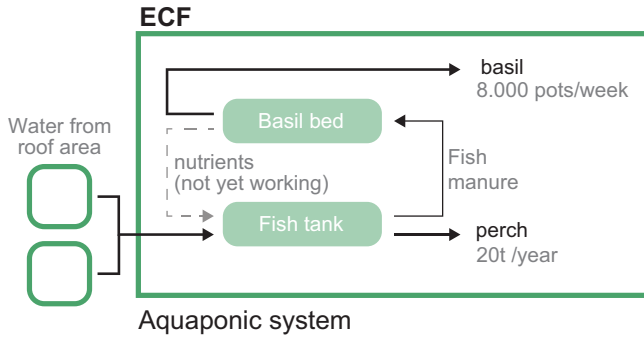 ECF
basil
8.000 pots/week
Basil bed
Water from
roof area
nutrients
(not yet working)
Fish
manure
Fish tank
perch
20t /year
Aquaponic system